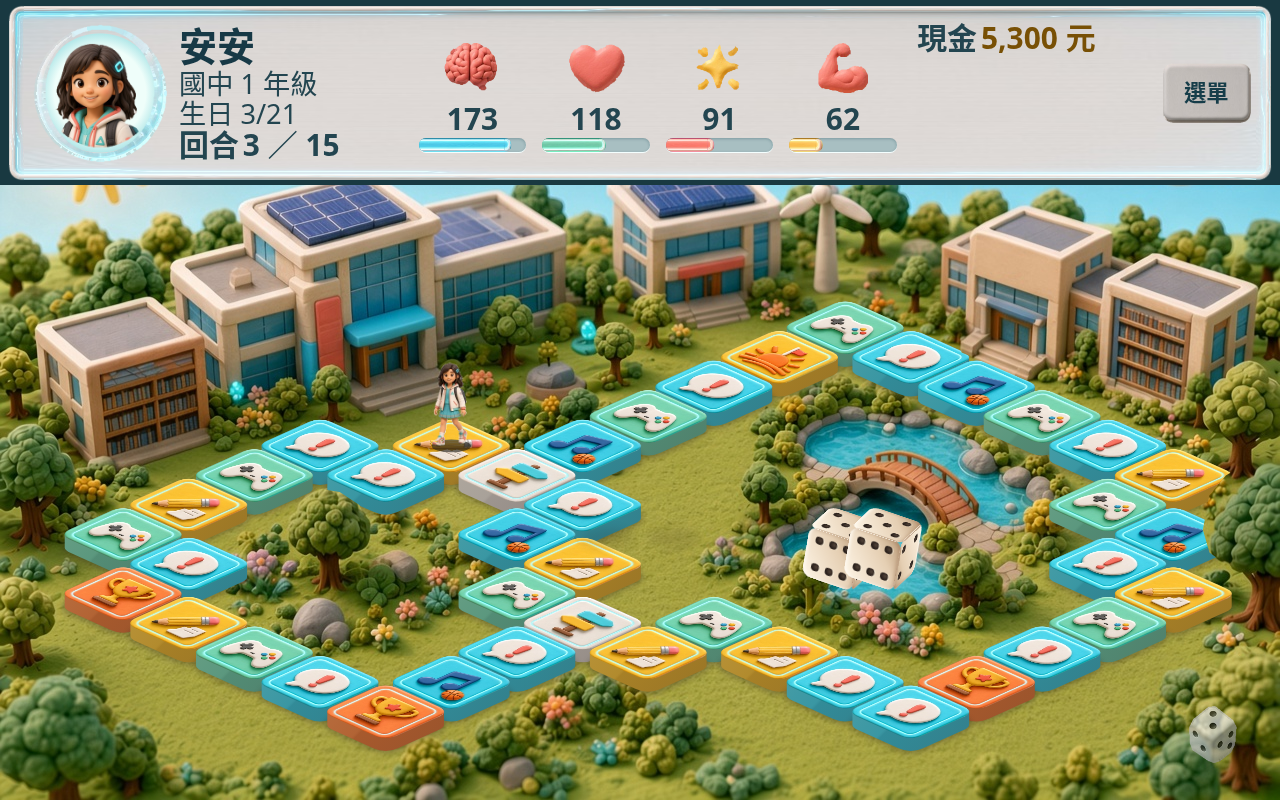 安安
國中 1 年級
生日 3/21
回合 3 ／ 15
173
118
91
62
現金 5,300 元
選單